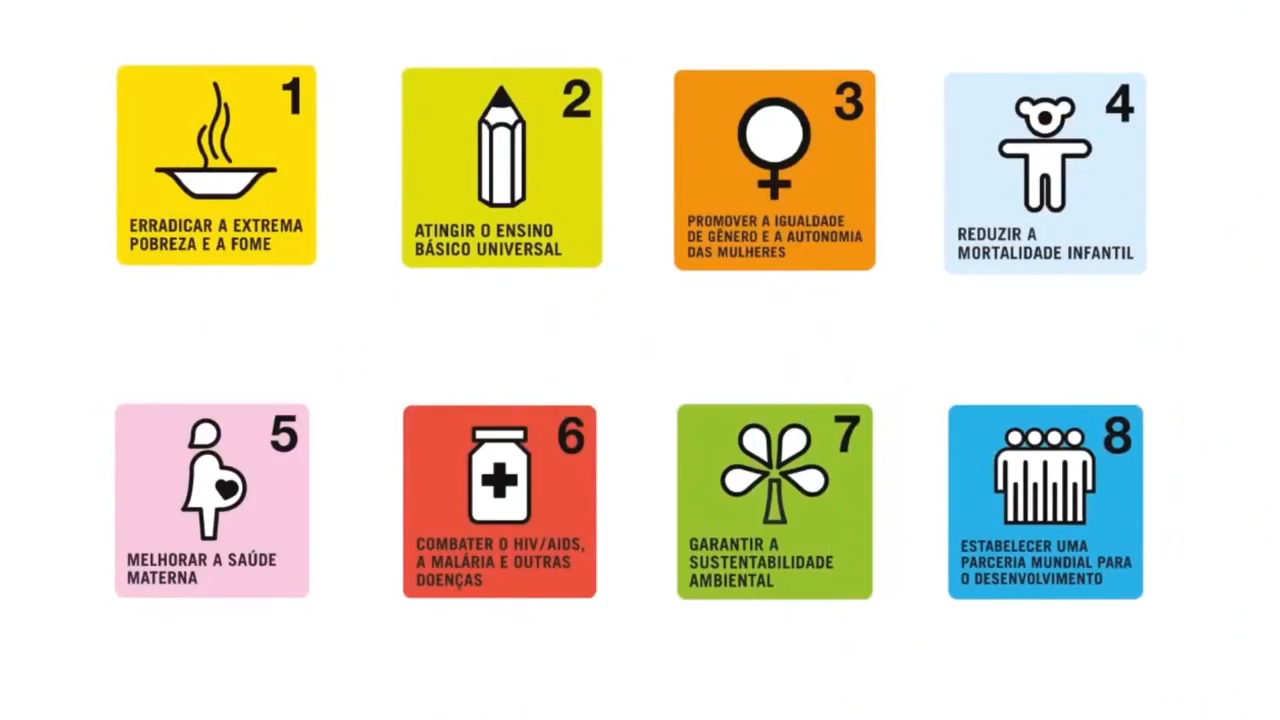 1
ERRADICAR A EXTREMA
POBREZA E A FOME
2
ATINGIR O ENSINO
BÁSICO UNIVERSAL
3
PROMOVER A IGUALDADE
DE GÊNERO E A AUTONOMIA
DAS MULHERES
4
REDUZIR A
MORTALIDADE INFANTIL
5
MELHORAR A SAÚDE
MATERNA
6
COMBATER O HIV/AIDS,
A MALÁRIA E OUTRAS
DOENÇAS
7
GARANTIR A
SUSTENTABILIDADE
AMBIENTAL
8
ESTABELECER UMA
PARCERIA MUNDIAL PARA
O DESENVOLVIMENTO